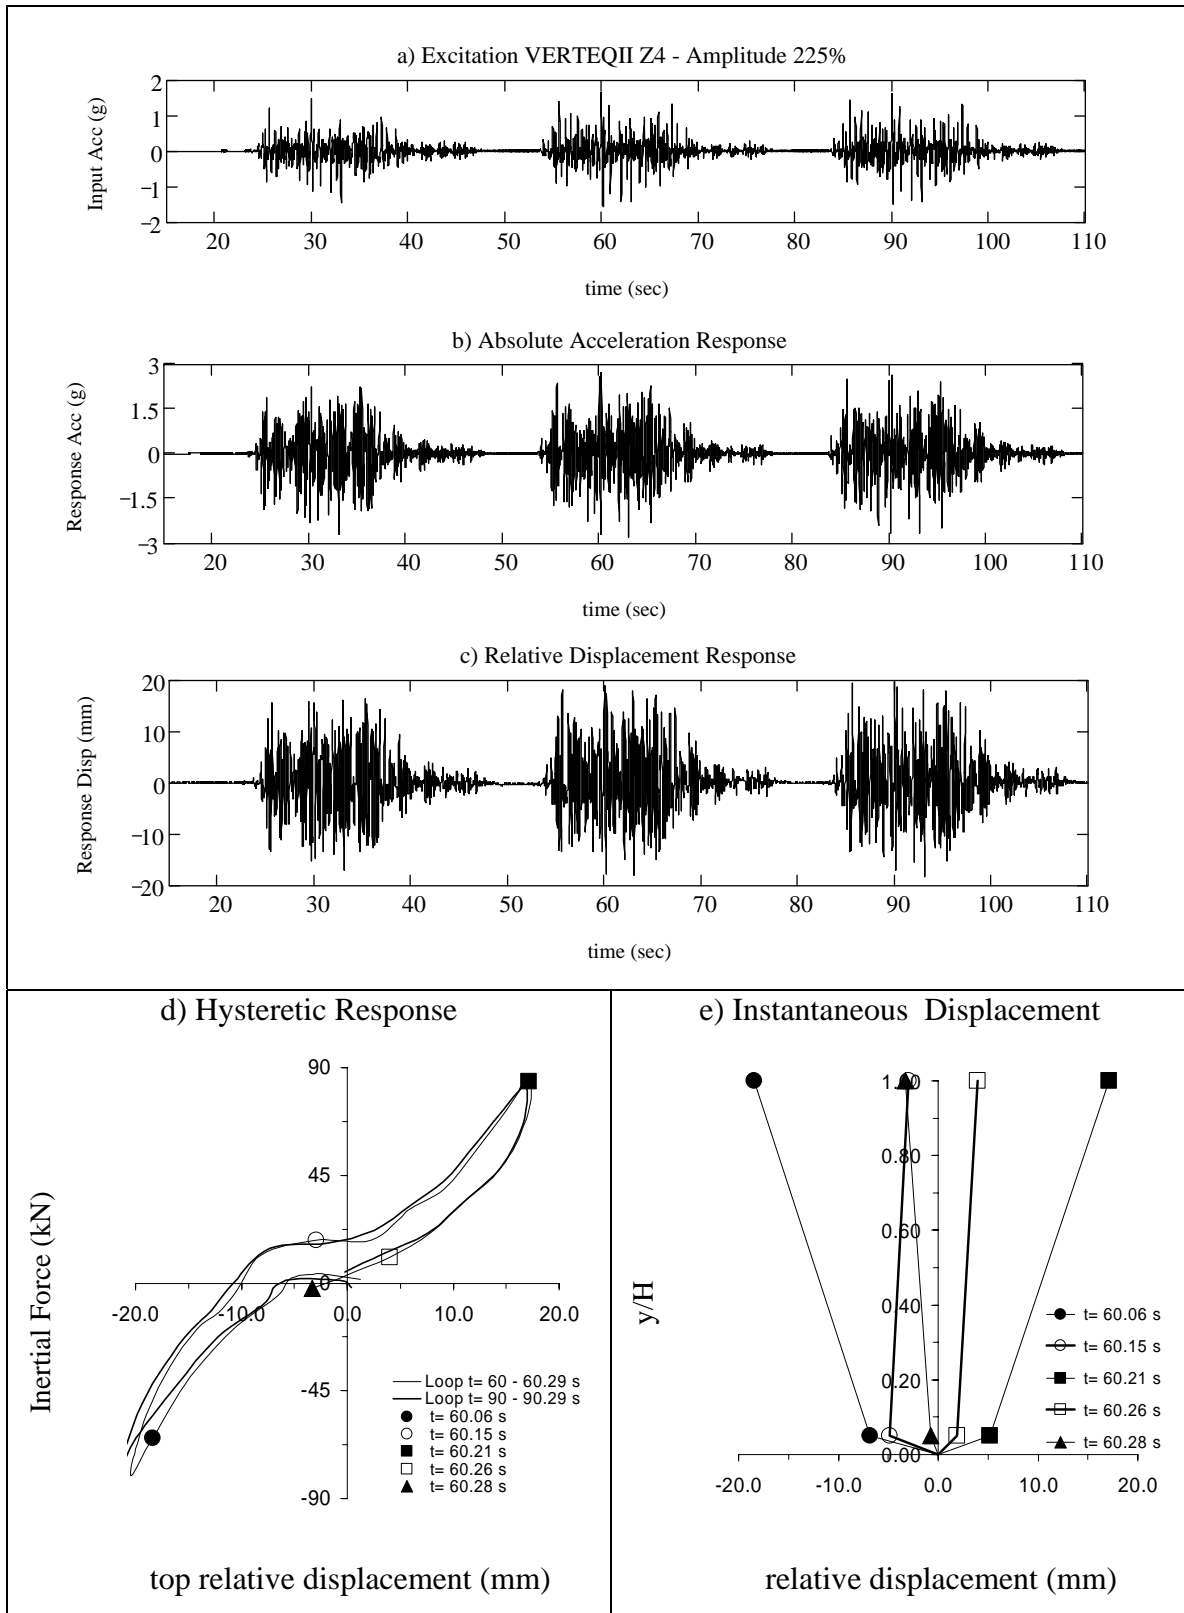 a) Excitation VERTEQII Z4 - Amplitude 225%
Input Acc (g)
2
1
0
−1
−2
20 30 40 50 60 70 80 90 100 110
time (sec)
b) Absolute Acceleration Response
Response Acc (g)
3
1.5
0
−1.5
−3
20 30 40 50 60 70 80 90 100 110
time (sec)
c) Relative Displacement Response
Response Disp (mm)
20
10
0
−10
−20
20 30 40 50 60 70 80 90 100 110
time (sec)
d) Hysteretic Response
Inertial Force (kN)
90
45
0
-45
-90
-20.0 -10.0 0.0 10.0 20.0
Loop t= 60 - 60.29 s
Loop t= 90 - 90.29 s
t= 60.06 s
t= 60.15 s
t= 60.21 s
t= 60.26 s
t= 60.28 s
top relative displacement (mm)
e) Instantaneous Displacement
y/H
0.80
0.60
0.40
0.20
0.00
-20.0 -10.0 0.0 10.0 20.0
t= 60.06 s
t= 60.15 s
t= 60.21 s
t= 60.26 s
t= 60.28 s
relative displacement (mm)